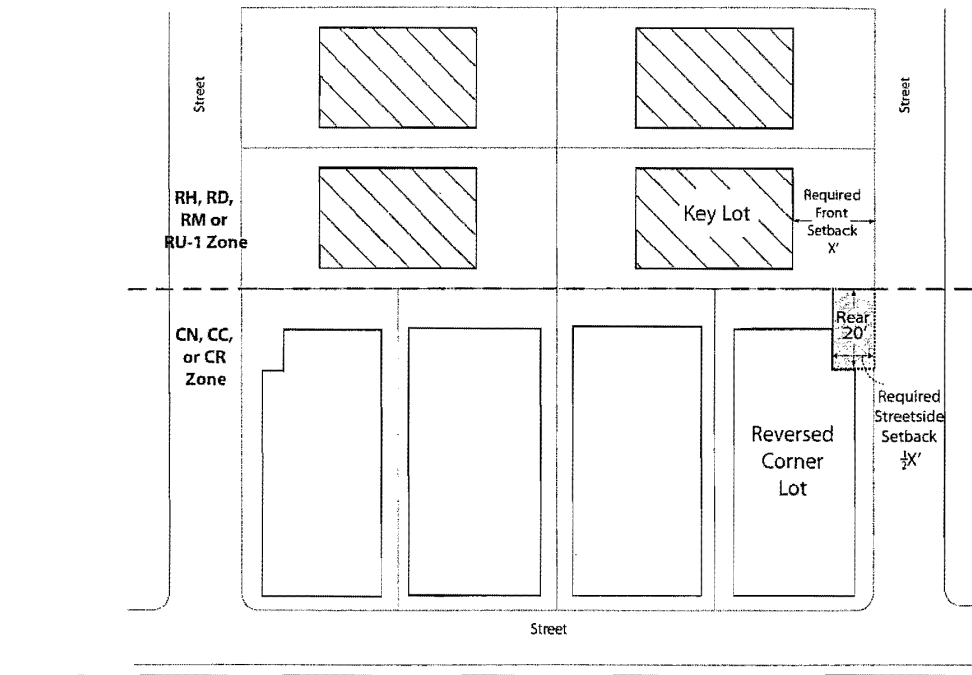 Street
Street
RH, RD,
RM or
RU-1 Zone
Key Lot
Required
Front
Setback
X'
CN, CC,
or CR
Zone
Rear
20'
Required
Streetside
Setback
½X'
Reversed
Corner
Lot
Street